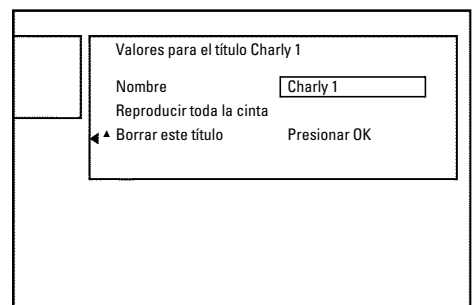 Valores para el título Charly 1
Nombre Charly 1
Reproducir toda la cinta
Borrar este título Presionar OK